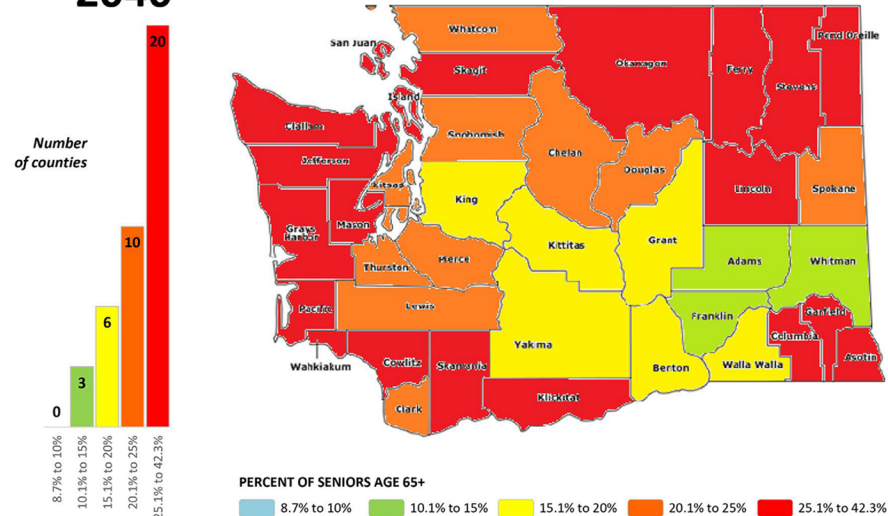 2040
20
10
6
3
0
Number
of counties
8.7% to 10%
10.1% to 15%
15.1% to 20%
20.1% to 25%
25.1% to 42.3%
Whatcom
San Juan
Skagit
Island
Okanagon
Ferry
Stevens
Pend Oreille
Clallam
Snohomish
Chelan
Douglas
Jefferson
Kitsap
King
Lincoln
Spokane
Grays
Harbor
Mason
Kittitas
Grant
Thurston
Pierce
Adams
Whitman
Pacific
Lewis
Franklin
Garfield
Wahkiakum
Cowlitz
Skamania
Yakima
Benton
Walla Walla
Columbia
Asotin
Clark
Klickitat
PERCENT OF SENIORS AGE 65+
8.7% to 10%
10.1% to 15%
15.1% to 20%
20.1% to 25%
25.1% to 42.3%